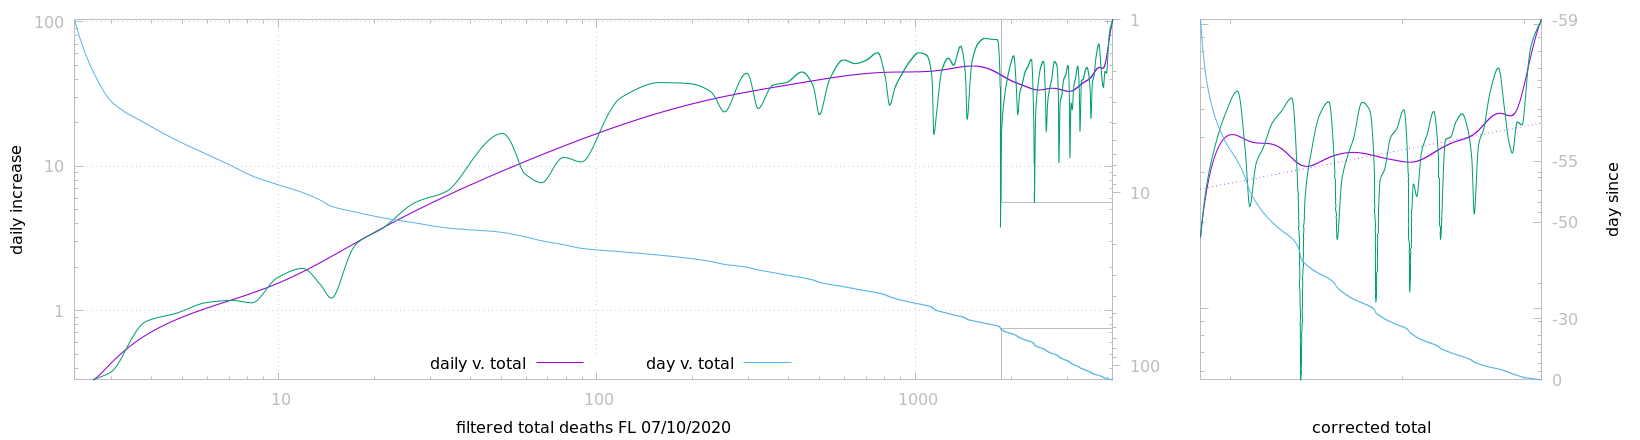 100
10
1
daily increase
10
100
1000
filtered total deaths FL 07/10/2020
daily v. total
day v. total
1
10
100
-59
-55
-50
-30
0
day since
corrected total